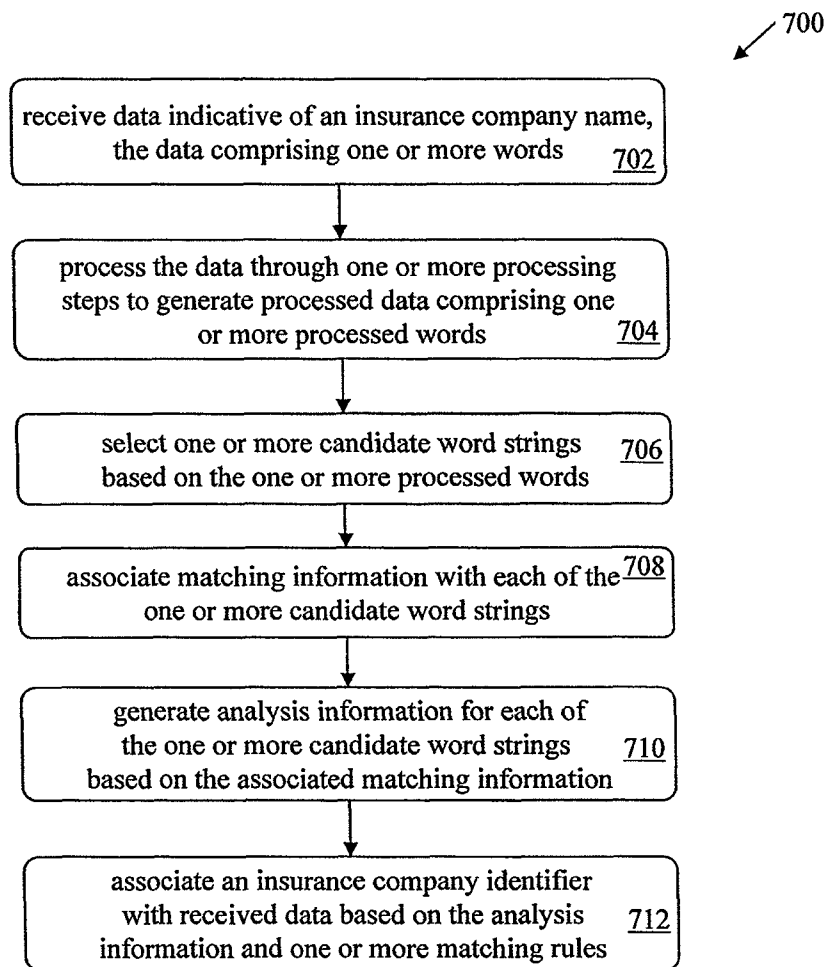 700
receive data indicative of an insurance company name,
the data comprising one or more words 702
process the data through one or more processing
steps to generate processed data comprising one
or more processed words 704
select one or more candidate word strings 706
based on the one or more processed words
associate matching information with each of the 708
one or more candidate word strings
generate analysis information for each of
the one or more candidate word strings 710
based on the associated matching information
associate an insurance company identifier
with received data based on the analysis 712
information and one or more matching rules